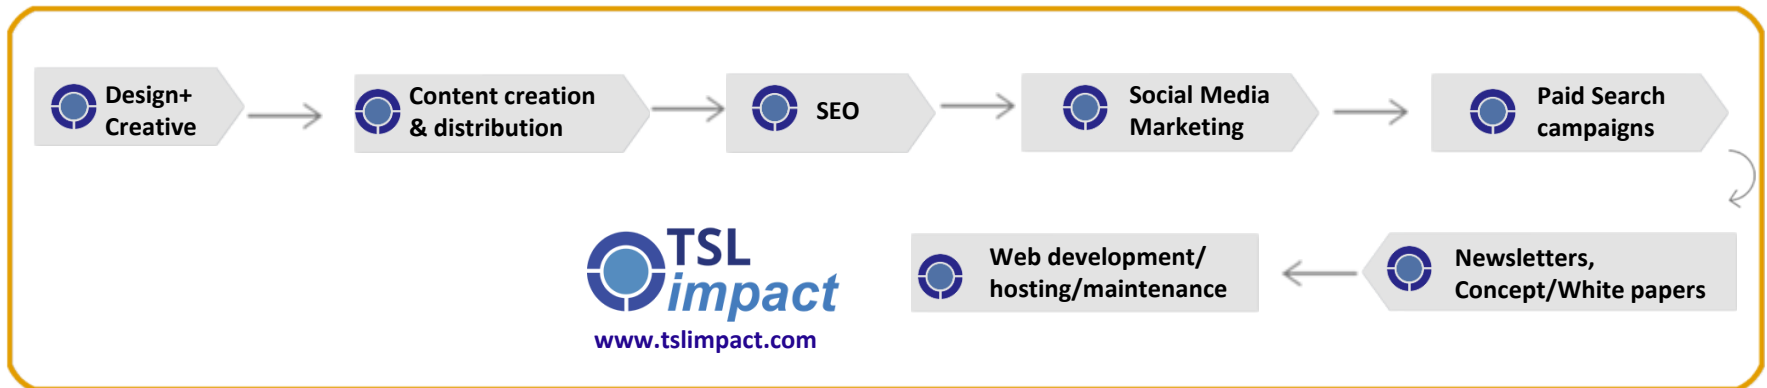 Design+
Creative
Content creation
& distribution
SEO
Social Media
Marketing
Paid Search
campaigns
Newsletters,
Concept/White papers
Web development/
hosting/maintenance
TSL
impact
www.tslimpact.com